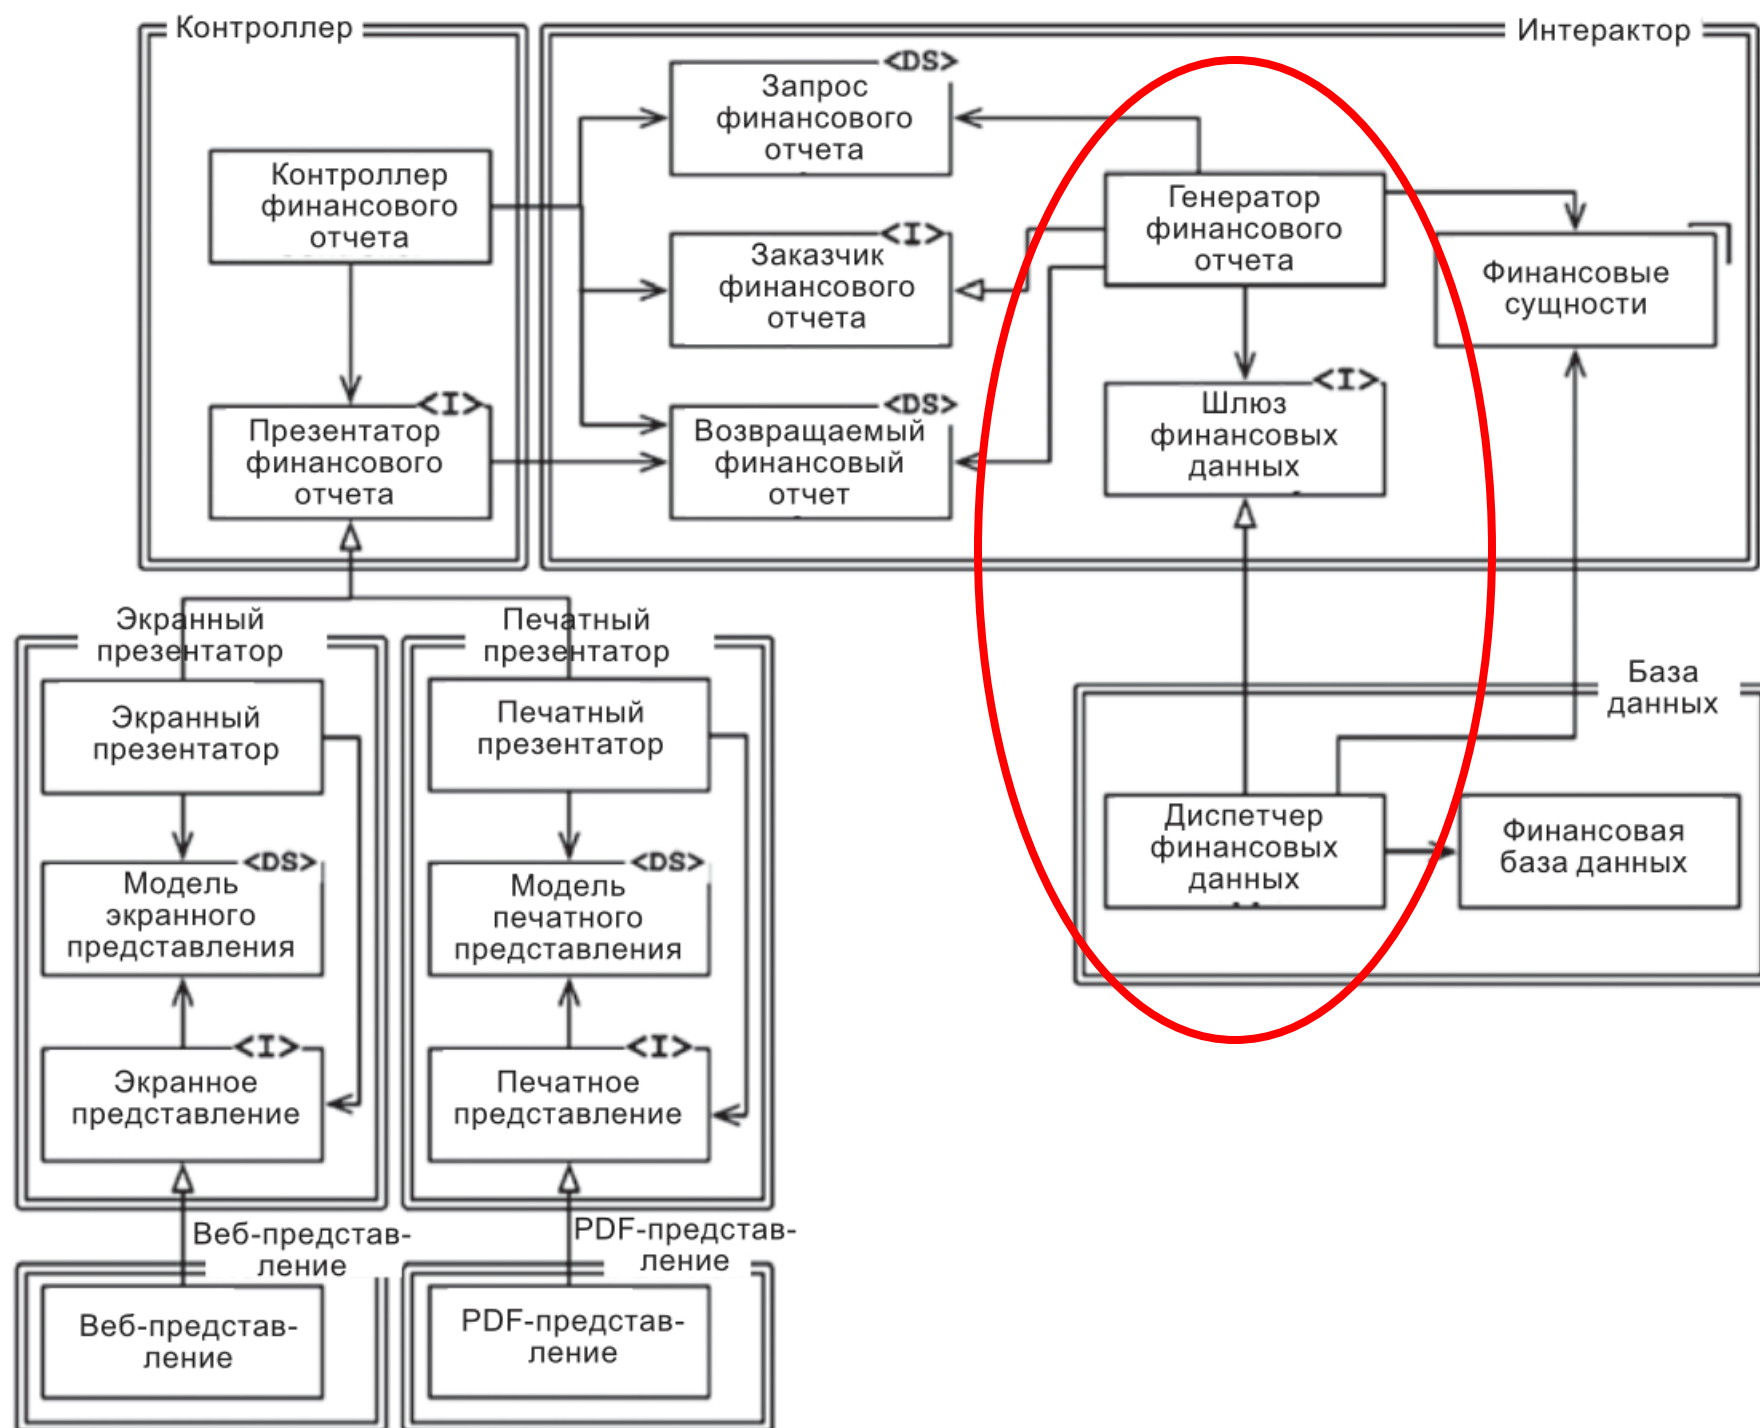 Контроллер
Интерактор
<DS>
Запрос
финансового
отчета
Контроллер
финансового
отчета
Генератор
финансового
отчета
<I>
Заказчик
финансового
отчета
Финансовые
сущности
<I>
Презентатор
финансового
отчета
<DS>
Возвращаемый
финансовый
отчет
<I>
Шлюз
финансовых
данных
Экранный
презентатор
Печатный
презентатор
База
данных
Экранный
презентатор
Печатный
презентатор
Диспетчер
финансовых
данных
Финансовая
база данных
<DS>
Модель
экранного
представления
<DS>
Модель
печатного
представления
<I>
Экранное
представление
<I>
Печатное
представление
Веб-представ-
ление
PDF-представ-
ление
Веб-представ-
ление
PDF-представ-
ление